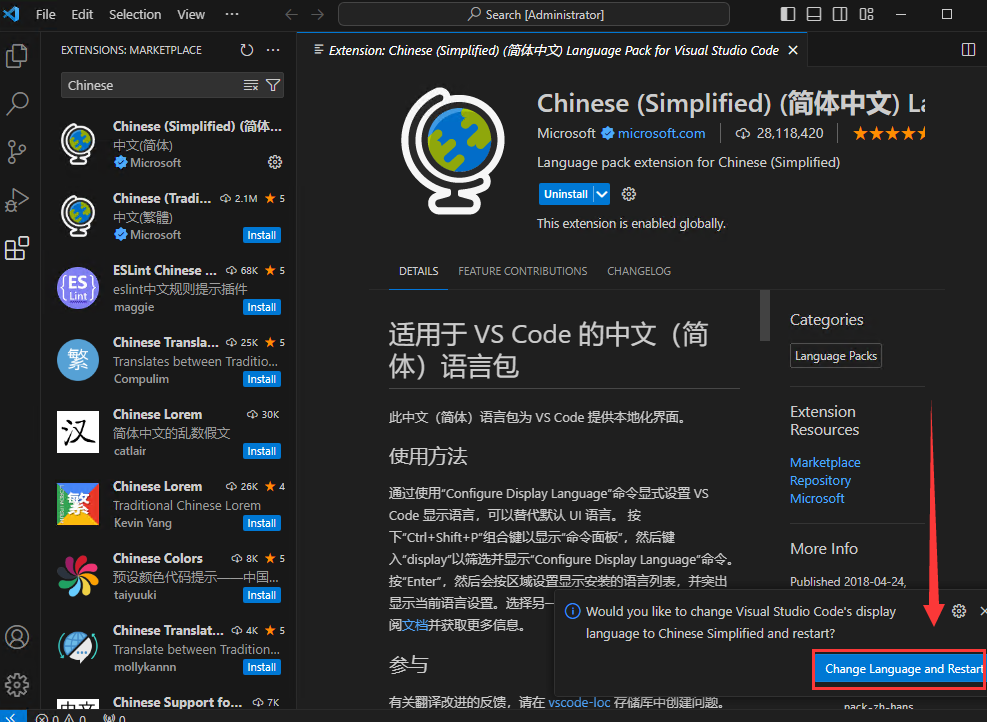 File Edit Selection View ··· Search [Administrator]
EXTENSIONS: MARKETPLACE
Chinese
Chinese (Simplified) (简体...
中文(简体)
Microsoft
Chinese (Tradi... 2.1M ★ 5
中文(繁體)
Microsoft Install
ESLint Chinese ... 68K ★ 5
eslint中文规则提示插件
maggie Install
Chinese Transla... 25K ★ 5
Translates between Traditio...
Compulim Install
Chinese Lorem 30K
简体中文的乱数假文
catlair Install
Chinese Lorem 26K ★ 4
Traditional Chinese Lorem
Kevin Yang Install
Chinese Colors 8K ★ 5
预设颜色代码提示——中国...
taiyuuki Install
Chinese Translat... 4K ★ 5
Translate between Tradition...
mollykannn Install
Chinese Support fo... 7K
Extension: Chinese (Simplified) (简体中文) Language Pack for Visual Studio Code
Chinese (Simplified) (简体中文) La
Microsoft microsoft.com 28,118,420 ★★★★★
Language pack extension for Chinese (Simplified)
Uninstall
This extension is enabled globally.
DETAILS FEATURE CONTRIBUTIONS CHANGELOG
适用于 VS Code 的中文（简
体）语言包
此中文（简体）语言包为 VS Code 提供本地化界面。
使用方法
通过使用“Configure Display Language”命令显式设置 VS
Code 显示语言，可以替代默认 UI 语言。 按
下“Ctrl+Shift+P”组合键以显示“命令面板”，然后键
入“display”以筛选并显示“Configure Display Language”命令。
按“Enter”，然后会按区域设置显示安装的语言列表，并突出
显示当前语言设置。选择另一
阅文档并获取更多信息。
参与
有关翻译改进的反馈，请在 vscode-loc 存储库中创建问题。
Categories
Language Packs
Extension
Resources
Marketplace
Repository
Microsoft
More Info
Published 2018-04-24,
Would you like to change Visual Studio Code's display
language to Chinese Simplified and restart?
Change Language and Restart
pack-zh-hans
0 0 0